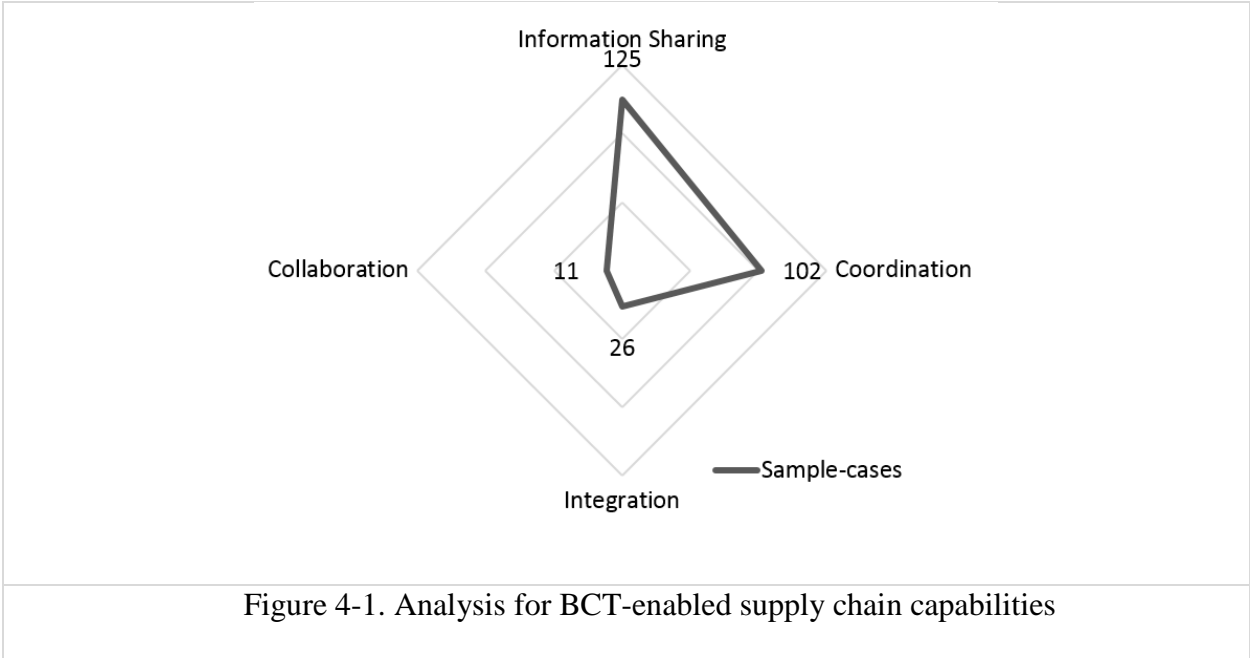 Information Sharing
125
Collaboration
11
102
Coordination
26
Sample-cases
Integration
Figure 4-1. Analysis for BCT-enabled supply chain capabilities